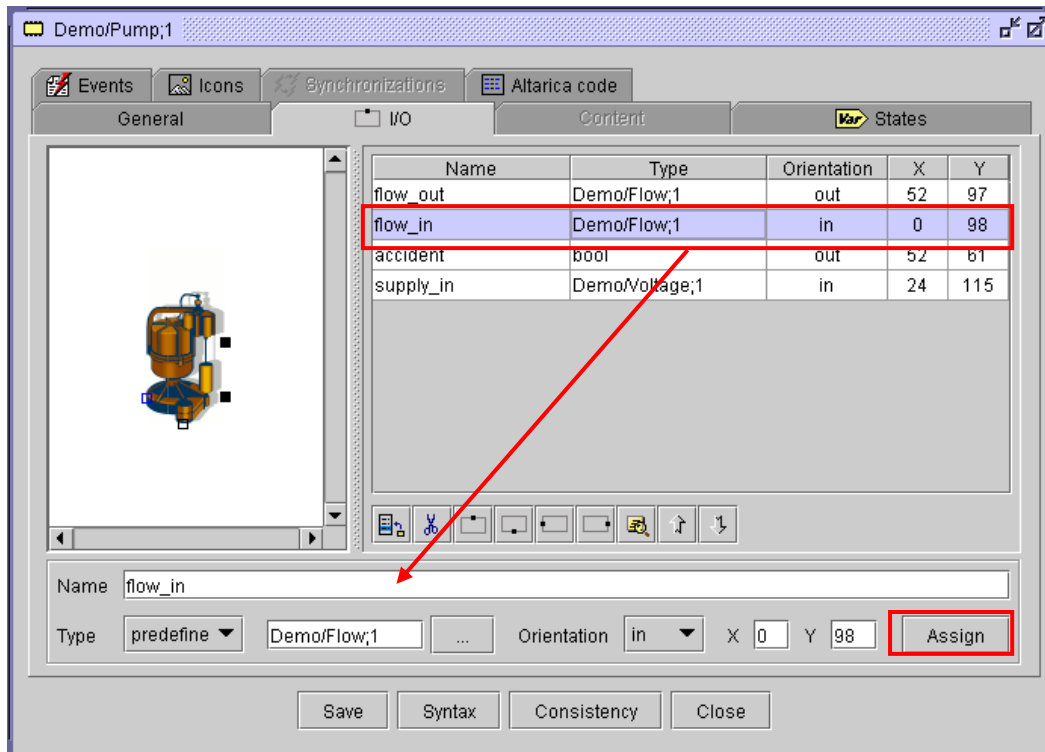 Demo/Pump;1
Events Icons Synchronizations Altarica code
General I/O Content Var States
Name Type Orientation X Y
flow_out Demo/Flow;1 out 52 97
flow_in Demo/Flow;1 in 0 98
accident bool out 52 61
supply_in Demo/Voltage;1 in 24 115
Name flow_in
Type predefine Demo/Flow;1 ... Orientation in X 0 Y 98 Assign
Save Syntax Consistency Close